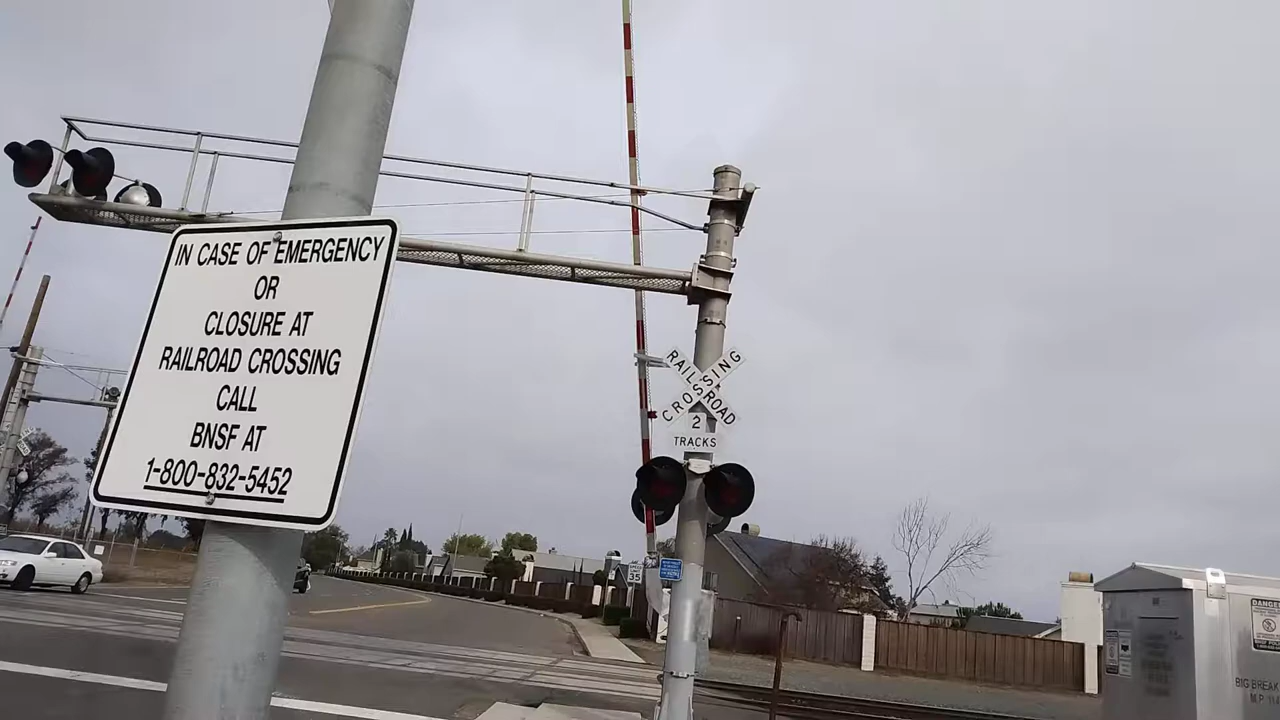 IN CASE OF EMERGENCY
OR
CLOSURE AT
RAILROAD CROSSING
CALL
BNSF AT
1-800-832-5452
RAILROAD
CROSSING
2
TRACKS
35
DANGER
BIG BREAK
M.P.